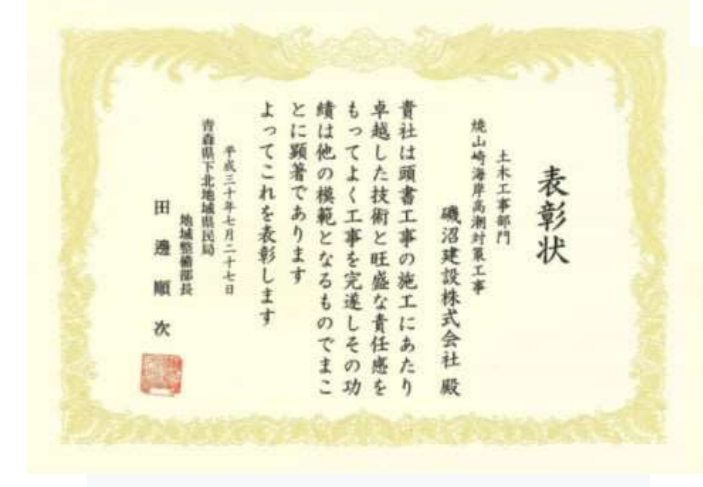 表彰状
土木工事部門
焼山崎海岸高潮対策工事
磯沼建設株式会社 殿
貴社は頭書工事の施工にあたり
卓越した技術と旺盛な責任感を
もってよく工事を完遂しその功
績は他の模範となるものでまこ
とに顕著であります
よってこれを表彰します
平成三十年七月二十七日
青森県下北地域県民局
地域整備部長
田邊順次